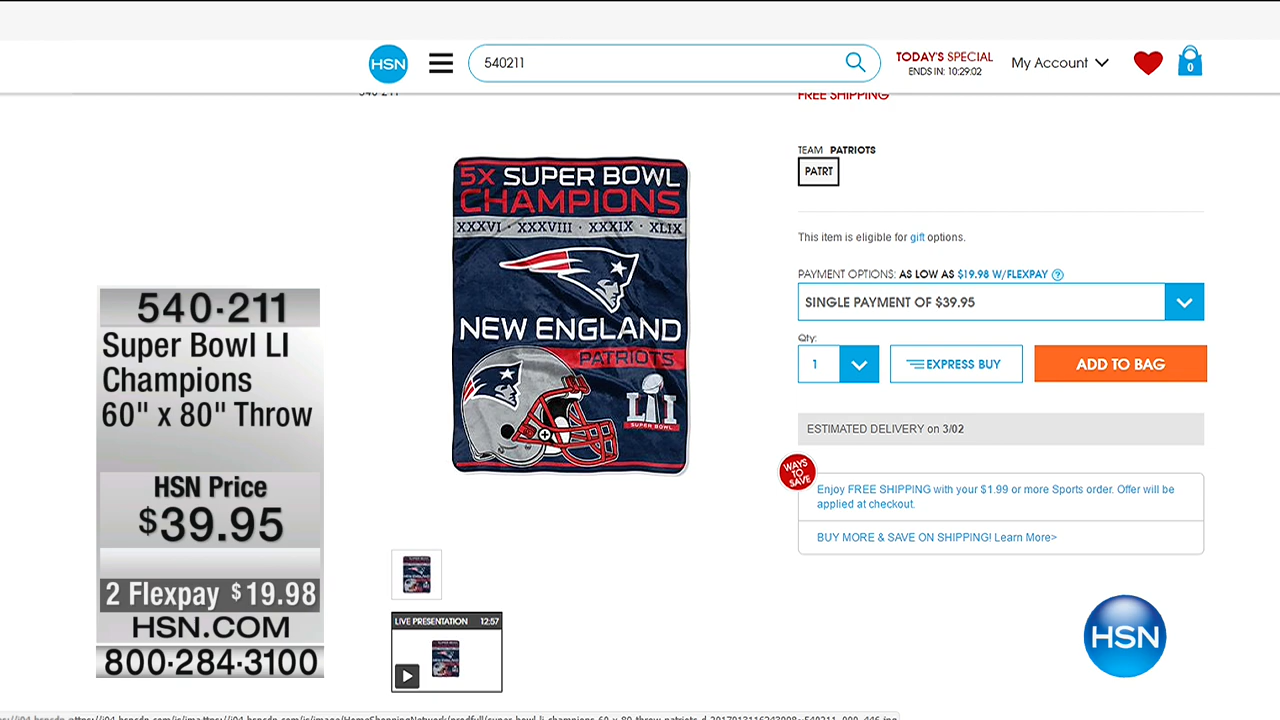 HSN
540211
TODAY'S SPECIAL
ENDS IN: 10:29:02
My Account
0
540-211
FREE SHIPPING
5X SUPER BOWL
CHAMPIONS
XXXVI · XXXVIII · XXXIX · XLIX
NEW ENGLAND
PATRIOTS
LI
SUPER BOWL
TEAM PATRIOTS
PATRT
This item is eligible for gift options.
PAYMENT OPTIONS: AS LOW AS $19.98 W/FLEXPAY ?
SINGLE PAYMENT OF $39.95
Qty:
1
EXPRESS BUY
ADD TO BAG
ESTIMATED DELIVERY on 3/02
WAYS
TO
SAVE
Enjoy FREE SHIPPING with your $1.99 or more Sports order. Offer will be
applied at checkout.
BUY MORE & SAVE ON SHIPPING! Learn More>
540·211
Super Bowl LI
Champions
60" x 80" Throw
HSN Price
$39.95
2 Flexpay $19.98
HSN.COM
800·284·3100
LIVE PRESENTATION 12:57
HSN